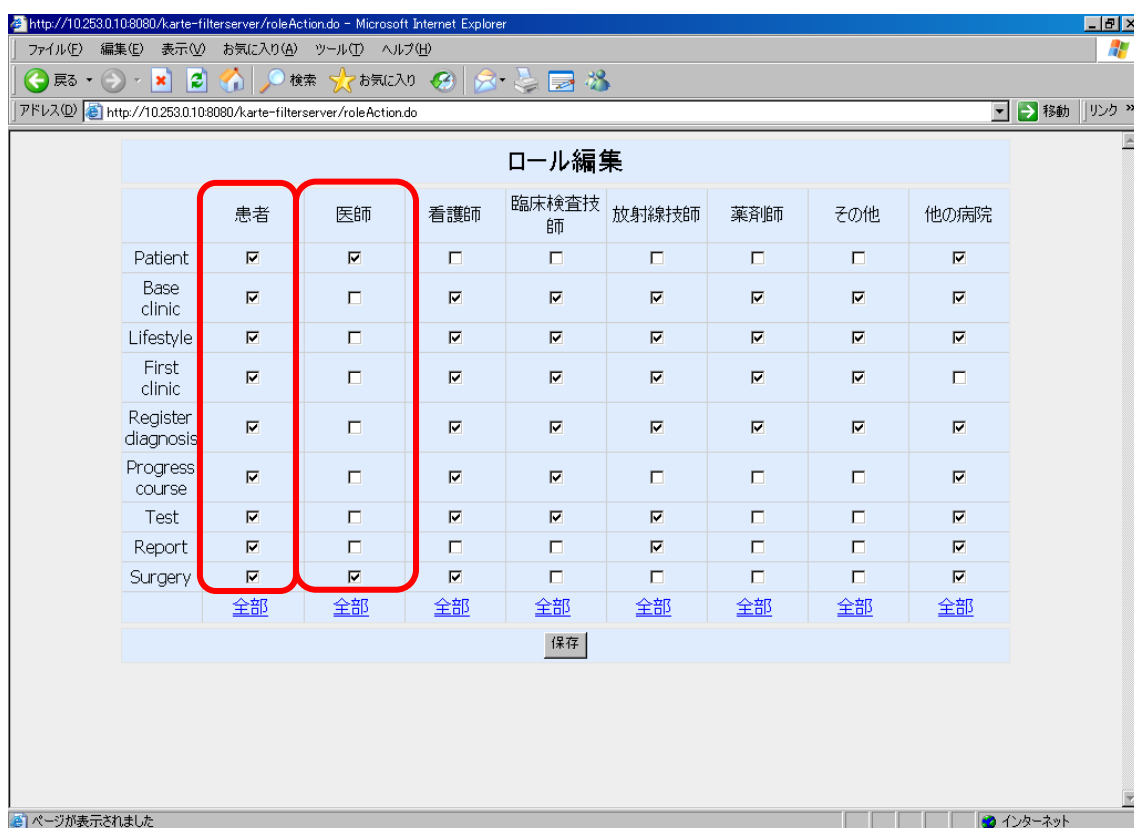 http://10.253.0.10:8080/karte-filterserver/roleAction.do - Microsoft Internet Explorer
ファイル(F) 編集(E) 表示(V) お気に入り(A) ツール(T) ヘルプ(H)
戻る 検索 お気に入り
アドレス(D) http://10.253.0.10:8080/karte-filterserver/roleAction.do 移動 リンク »
ロール編集
患者 医師 看護師 臨床検査技師 放射線技師 薬剤師 その他 他の病院
Patient
Base
clinic
Lifestyle
First
clinic
Register
diagnosis
Progress
course
Test
Report
Surgery
全部 全部 全部 全部 全部 全部 全部 全部
保存
ページが表示されました インターネット